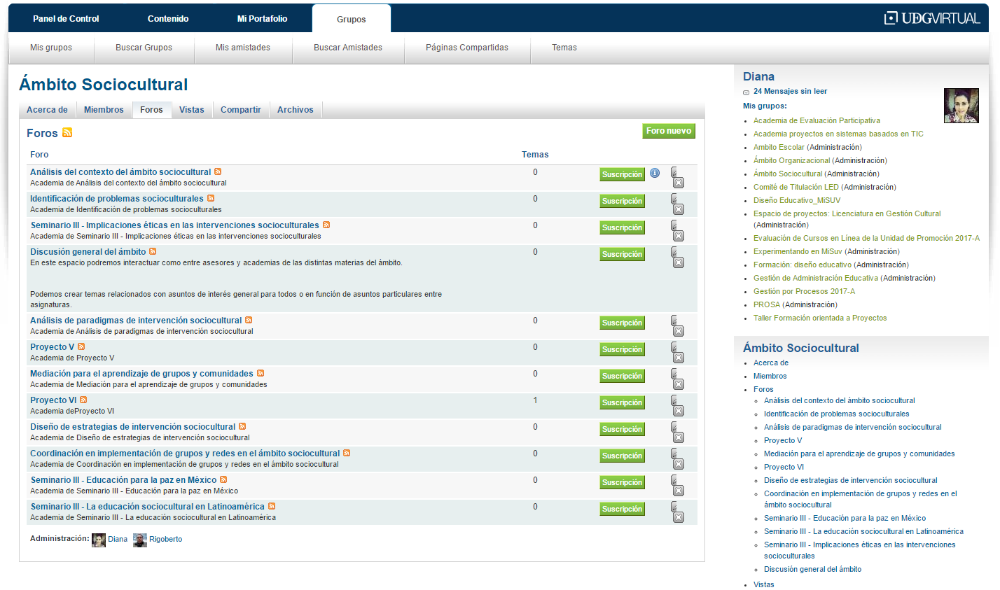 Panel de Control
Contenido
Mi Portafolio
Grupos
UDGVIRTUAL
Mis grupos
Buscar Grupos
Mis amistades
Buscar Amistades
Páginas Compartidas
Temas
Ámbito Sociocultural
Acerca de
Miembros
Foros
Vistas
Compartir
Archivos
Foros
Foro nuevo
Foro Temas
Análisis del contexto del ámbito sociocultural 0 Suscripción
Academia de Análisis del contexto del ámbito sociocultural
Identificación de problemas socioculturales 0 Suscripción
Academia de Identificación de problemas socioculturales
Seminario III - Implicaciones éticas en las intervenciones socioculturales 0 Suscripción
Academia de Seminario III - Implicaciones éticas en las intervenciones socioculturales
Discusión general del ámbito 0 Suscripción
En este espacio podremos interactuar como entre asesores y academias de las distintas materias del ámbito.
Podemos crear temas relacionados con asuntos de interés general para todos o en función de asuntos particulares entre
asignaturas.
Análisis de paradigmas de intervención sociocultural 0 Suscripción
Academia de Análisis de paradigmas de intervención sociocultural
Proyecto V 0 Suscripción
Academia de Proyecto V
Mediación para el aprendizaje de grupos y comunidades 0 Suscripción
Academia de Mediación para el aprendizaje de grupos y comunidades
Proyecto VI 1 Suscripción
Academia deProyecto VI
Diseño de estrategias de intervención sociocultural 0 Suscripción
Academia de Diseño de estrategias de intervención sociocultural
Coordinación en implementación de grupos y redes en el ámbito sociocultural 0 Suscripción
Academia de Coordinación en implementación de grupos y redes en el ámbito sociocultural
Seminario III - Educación para la paz en México 0 Suscripción
Academia de Seminario III - Educación para la paz en México
Seminario III - La educación sociocultural en Latinoamérica 0 Suscripción
Academia de Seminario III - La educación sociocultural en Latinoamérica
Administración: Diana Rigoberto
Diana
24 Mensajes sin leer
Mis grupos:
Academia de Evaluación Participativa
Academia proyectos en sistemas basados en TIC
Ambito Escolar (Administración)
Ámbito Organizacional (Administración)
Ámbito Sociocultural (Administración)
Comité de Titulación LED (Administración)
Diseño Educativo_MiSUV
Espacio de proyectos: Licenciatura en Gestión Cultural
(Administración)
Evaluación de Cursos en Línea de la Unidad de Promoción 2017-A
Experimentando en MiSuv (Administración)
Formación: diseño educativo (Administración)
Gestión de Administración Educativa (Administración)
Gestión por Procesos 2017-A
PROSA (Administración)
Taller Formación orientada a Proyectos
Ámbito Sociocultural
Acerca de
Miembros
Foros
Análisis del contexto del ámbito sociocultural
Identificación de problemas socioculturales
Análisis de paradigmas de intervención sociocultural
Proyecto V
Mediación para el aprendizaje de grupos y comunidades
Proyecto VI
Diseño de estrategias de intervención sociocultural
Coordinación en implementación de grupos y redes en el
ámbito sociocultural
Seminario III - Educación para la paz en México
Seminario III - La educación sociocultural en Latinoamérica
Seminario III - Implicaciones éticas en las intervenciones
socioculturales
Discusión general del ámbito
Vistas